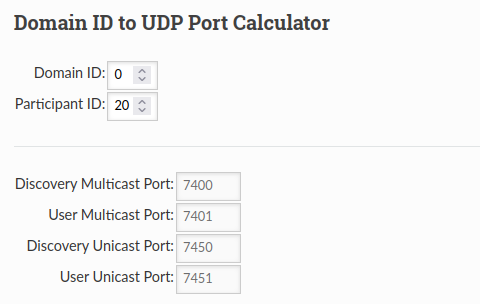 Domain ID to UDP Port Calculator
Domain ID: 0
Participant ID: 20
Discovery Multicast Port: 7400
User Multicast Port: 7401
Discovery Unicast Port: 7450
User Unicast Port: 7451